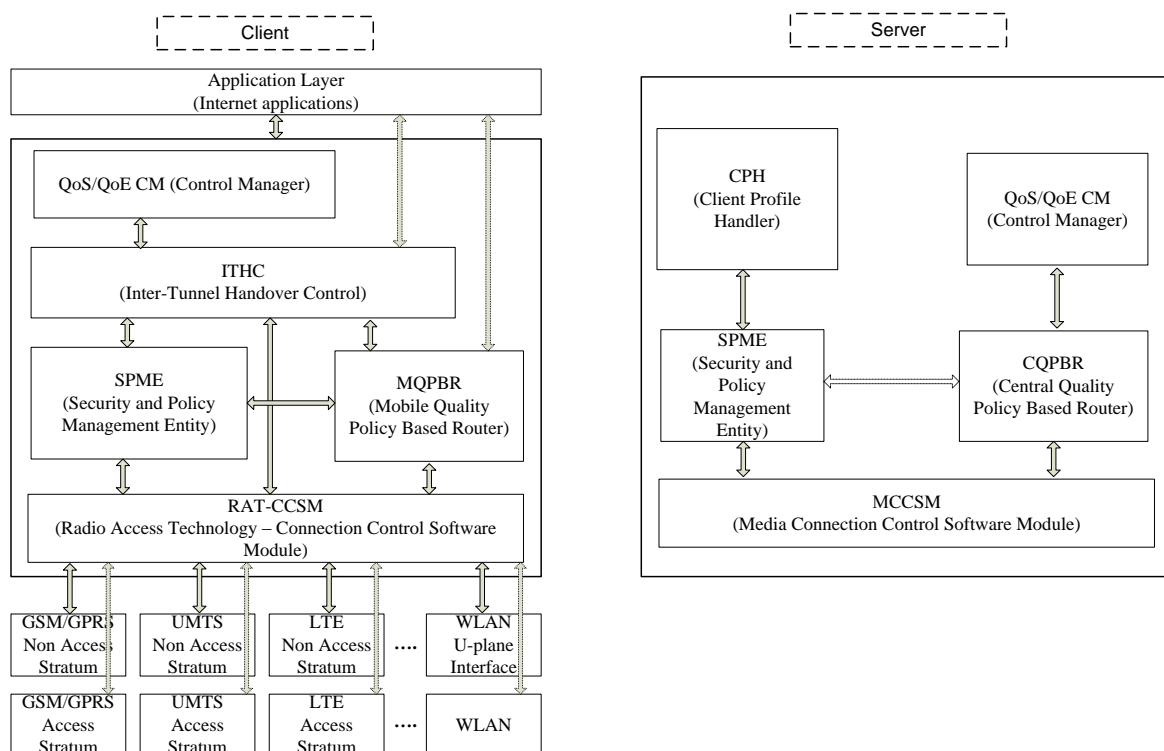 Client
Server
Application Layer
(Internet applications)
QoS/QoE CM (Control Manager)
ITHC
(Inter-Tunnel Handover Control)
SPME
(Security and Policy
Management Entity)
MQPBR
(Mobile Quality
Policy Based Router)
RAT-CCSM
(Radio Access Technology – Connection Control Software
Module)
GSM/GPRS
Non Access
Stratum
UMTS
Non Access
Stratum
LTE
Non Access
Stratum
....
WLAN
U-plane
Interface
GSM/GPRS
Access
Stratum
UMTS
Access
Stratum
LTE
Access
Stratum
....
WLAN
CPH
(Client Profile
Handler)
QoS/QoE CM
(Control Manager)
SPME
(Security and
Policy
Management
Entity)
CQPBR
(Central Quality
Policy Based Router)
MCCSM
(Media Connection Control Software Module)